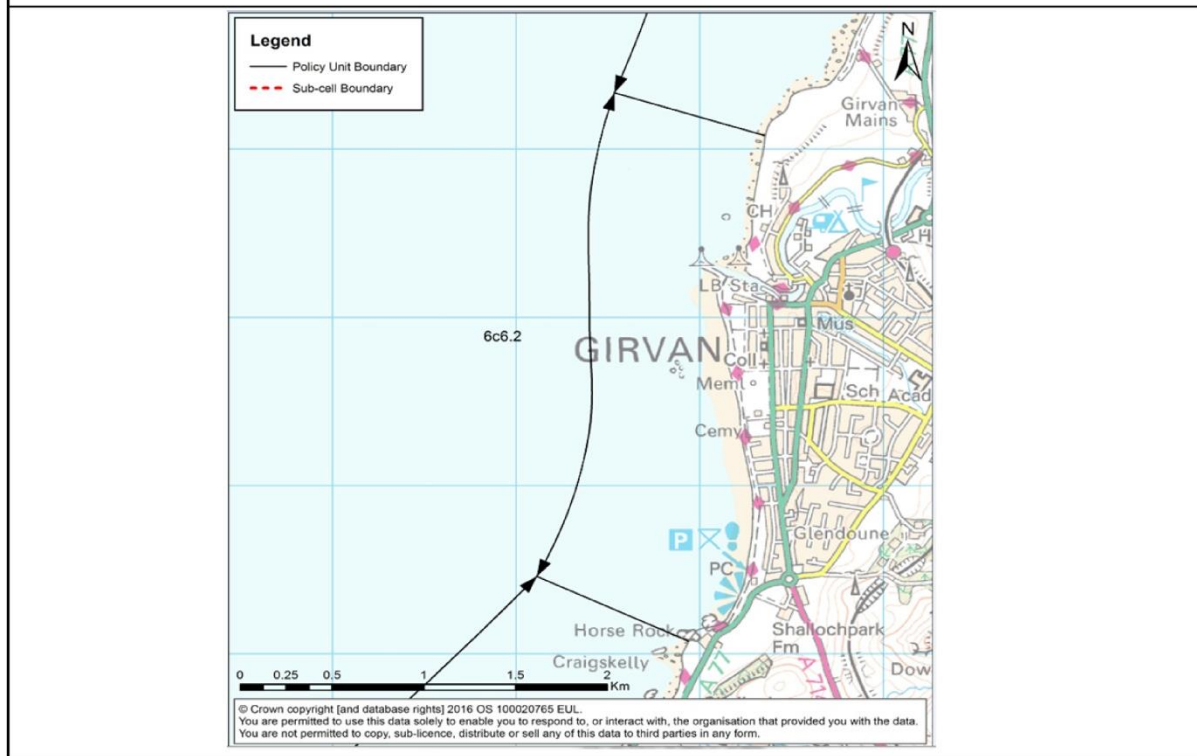 Legend
Policy Unit Boundary
Sub-cell Boundary
N
Girvan
Mains
CH
H
LB Sta
Mus
6c6.2
GIRVAN
Coll
Meml
Sch Acad
Cemy
Glendoune
P
PC
Horse Rock
Shallochpark
Fm
Craigskelly
Dow
A 77
A 714
0 0.25 0.5 1 1.5 2
Km
© Crown copyright [and database rights] 2016 OS 100020765 EUL.
You are permitted to use this data solely to enable you to respond to, or interact with, the organisation that provided you with the data.
You are not permitted to copy, sub-licence, distribute or sell any of this data to third parties in any form.